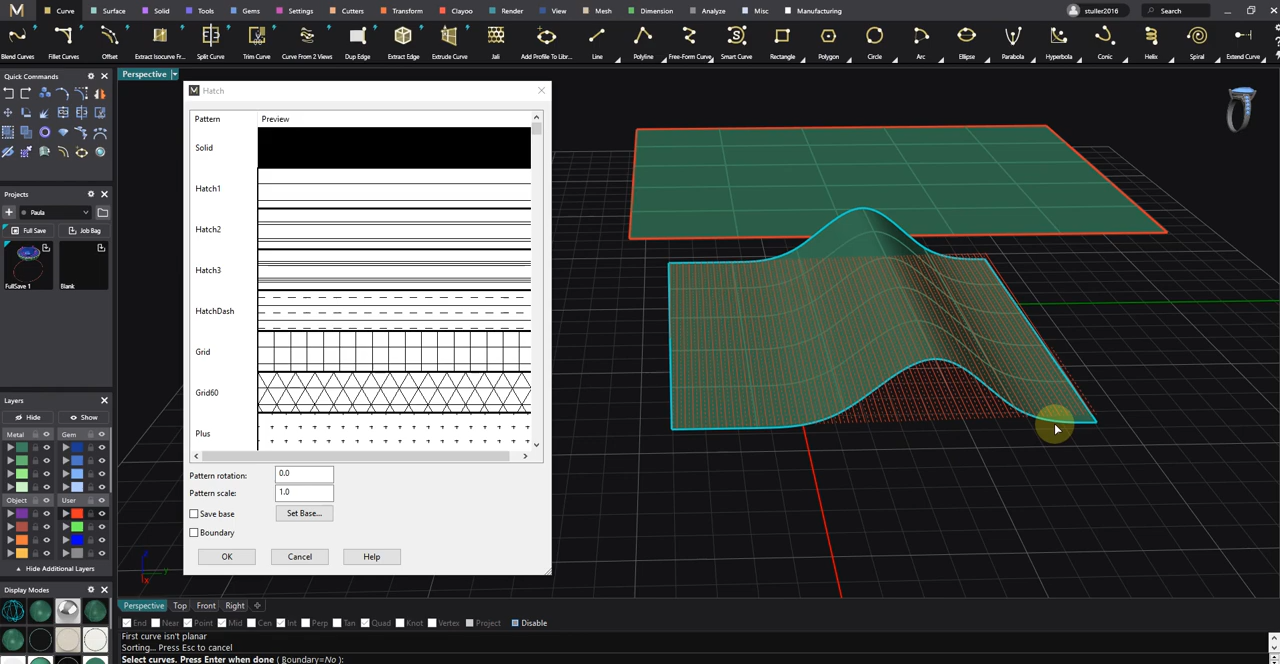 Curve Surface Solid Tools Gems Settings Cutters Transform Clayoo Render View Mesh Dimension Analyze Misc Manufacturing stuller2016 Search
Blend Curves Fillet Curves Offset Extract Isocurve Fr... Split Curve Trim Curve Curve From 2 Views Dup Edge Extract Edge Extrude Curve Jali Add Profile To Libr... Line Polyline Free-Form Curve Smart Curve Rectangle Polygon Circle Arc Ellipse Parabola Hyperbola Conic Helix Spiral Extend Curve
Quick Commands
Perspective
Hatch
Pattern Preview
Solid
Hatch1
Projects
Paula
Hatch2
Full Save Job Bag
Hatch3
FullSave 1 Blank
HatchDash
Grid
Grid60
Layers
Hide Show
Metal Gem
Plus
Object User
Pattern rotation: 0.0
Pattern scale: 1.0
Save base Set Base...
Boundary
OK Cancel Help
Hide Additional Layers
Display Modes
Perspective Top Front Right
End Near Point Mid Cen Int Perp Tan Quad Knot Vertex Project Disable
First curve isn't planar
Sorting... Press Esc to cancel
Select curves. Press Enter when done ( Boundary=No ):